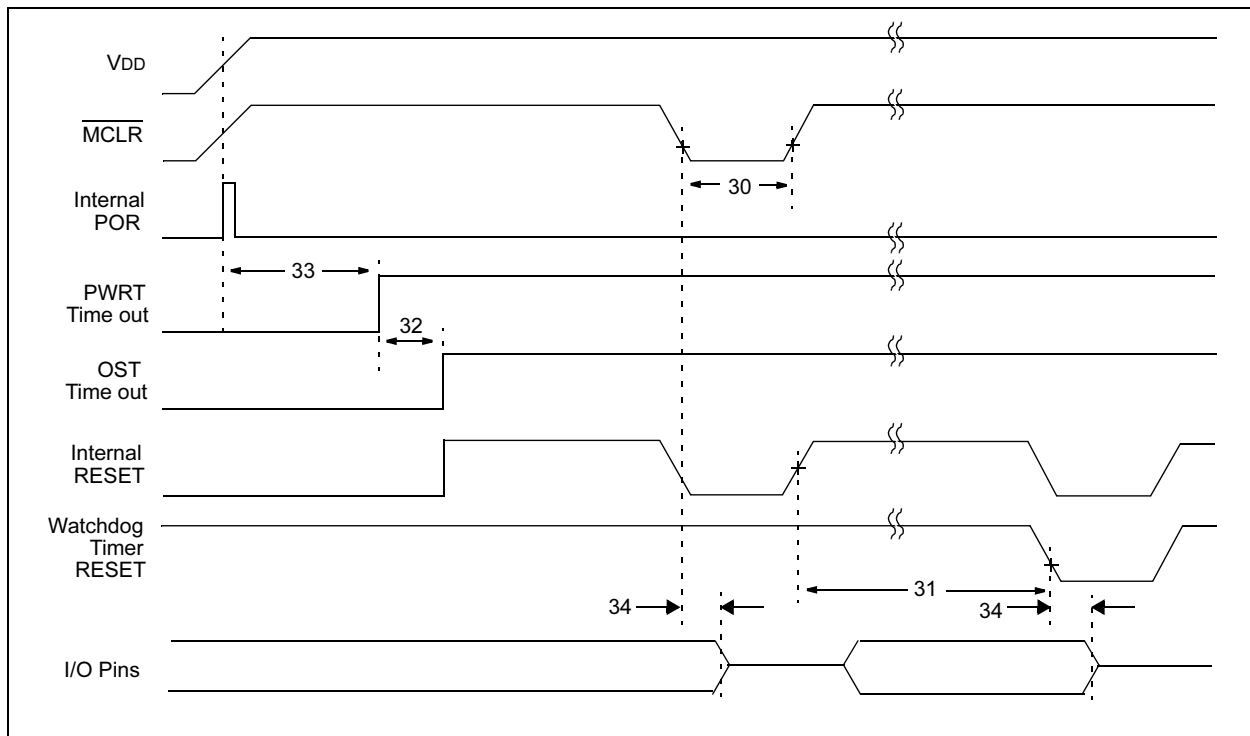 VDD
MCLR
30
Internal
POR
33
PWRT
Time out
32
OST
Time out
Internal
RESET
Watchdog
Timer
RESET
31
34
34
I/O Pins